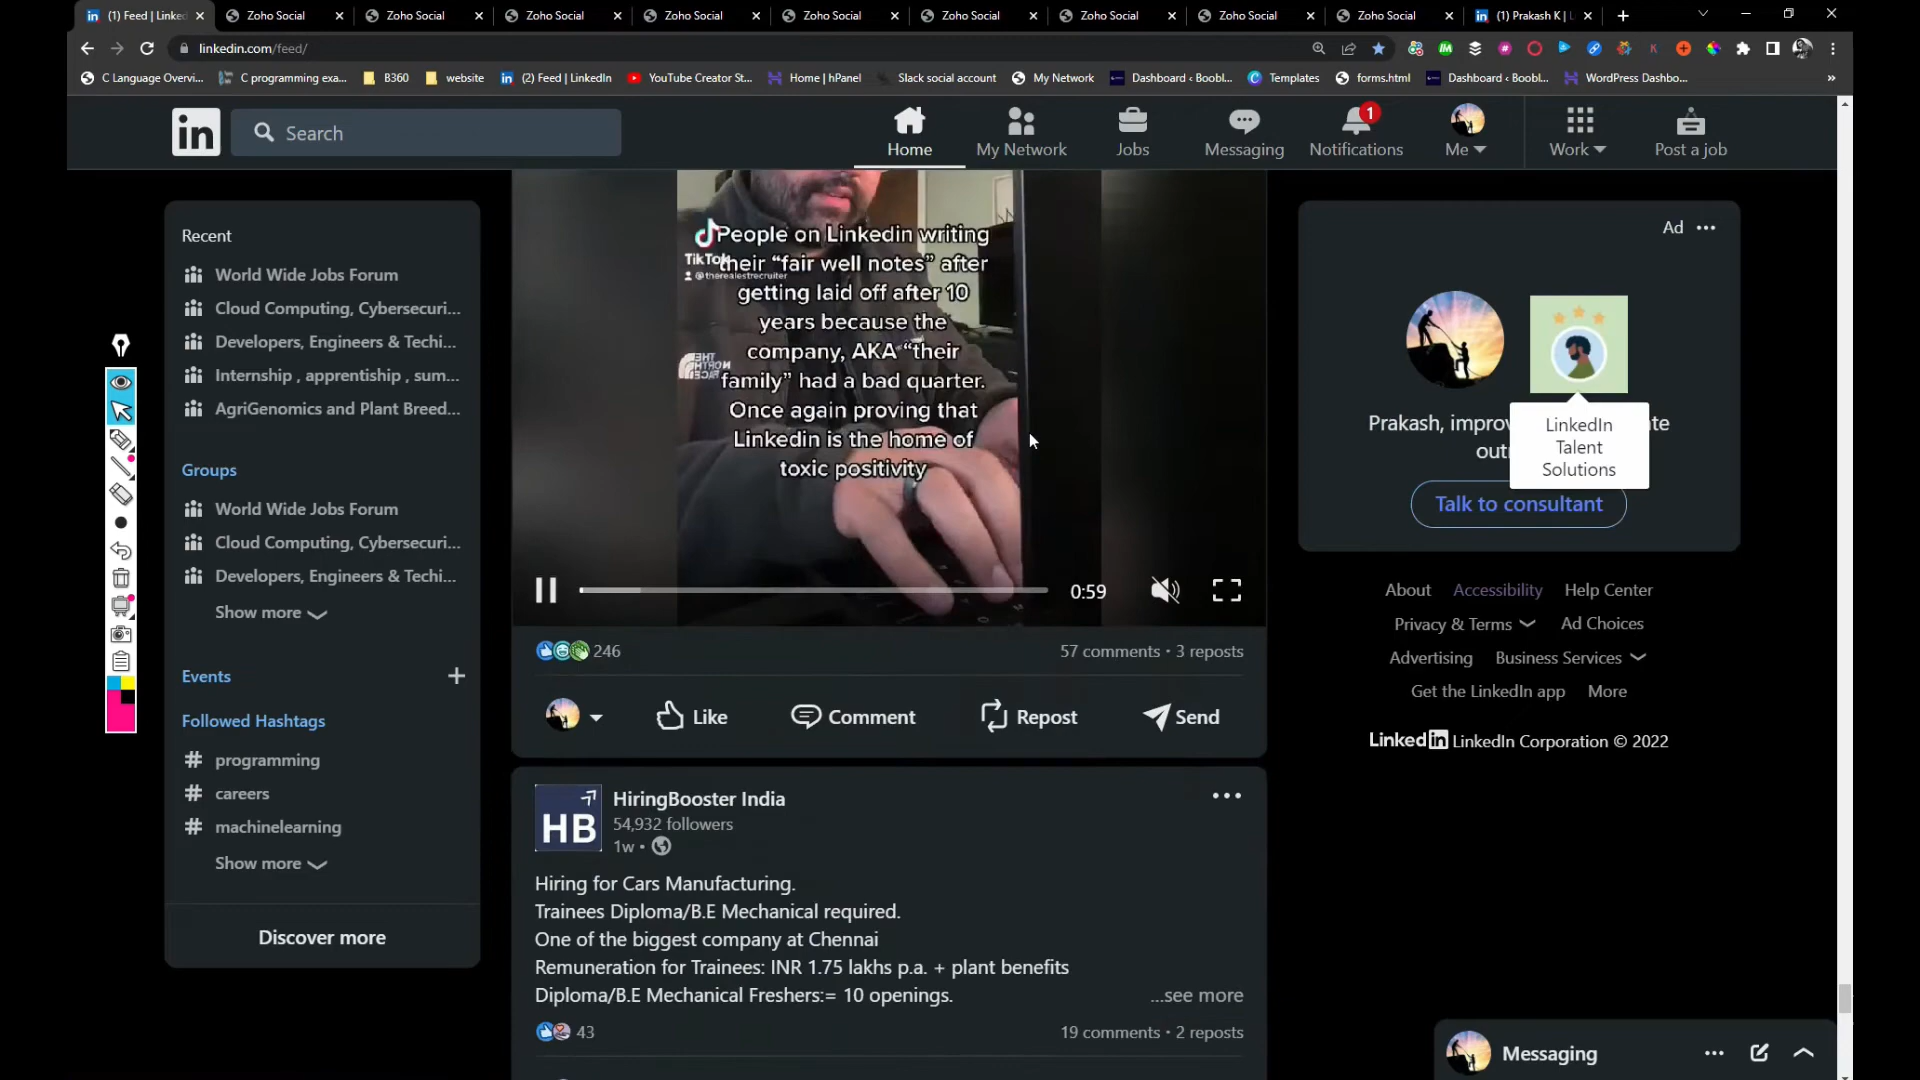 (1) Feed | Linked
Zoho Social
Zoho Social
Zoho Social
Zoho Social
Zoho Social
Zoho Social
Zoho Social
Zoho Social
Zoho Social
(1) Prakash K | L
linkedin.com/feed/
C Language Overvi...
C programming exa...
B360
website
(2) Feed | LinkedIn
YouTube Creator St...
Home | hPanel
Slack social account
My Network
Dashboard ‹ Boobl...
Templates
forms.html
Dashboard ‹ Boobl...
WordPress Dashbo...
in
Search
Home
My Network
Jobs
Messaging
1
Notifications
Me
Work
Post a job
Recent
World Wide Jobs Forum
Cloud Computing, Cybersecuri...
Developers, Engineers & Techi...
Internship , apprentiship , sum...
AgriGenomics and Plant Breed...
Groups
World Wide Jobs Forum
Cloud Computing, Cybersecuri...
Developers, Engineers & Techi...
Show more
Events
Followed Hashtags
# programming
# careers
# machinelearning
Show more
Discover more
TikTok
@therealestrecruiter
People on Linkedin writing
their “fair well notes” after
getting laid off after 10
years because the
company, AKA “their
family” had a bad quarter.
Once again proving that
Linkedin is the home of
toxic positivity
THE
NORTH
FACE
0:59
246
57 comments • 3 reposts
Like
Comment
Repost
Send
HB
HiringBooster India
54,932 followers
1w •
Hiring for Cars Manufacturing.
Trainees Diploma/B.E Mechanical required.
One of the biggest company at Chennai
Remuneration for Trainees: INR 1.75 lakhs p.a. + plant benefits
Diploma/B.E Mechanical Freshers:= 10 openings.
...see more
43
19 comments • 2 reposts
Ad
Prakash, improv
te
out
LinkedIn
Talent
Solutions
Talk to consultant
About
Accessibility
Help Center
Privacy & Terms
Ad Choices
Advertising
Business Services
Get the LinkedIn app
More
Linkedin LinkedIn Corporation © 2022
Messaging